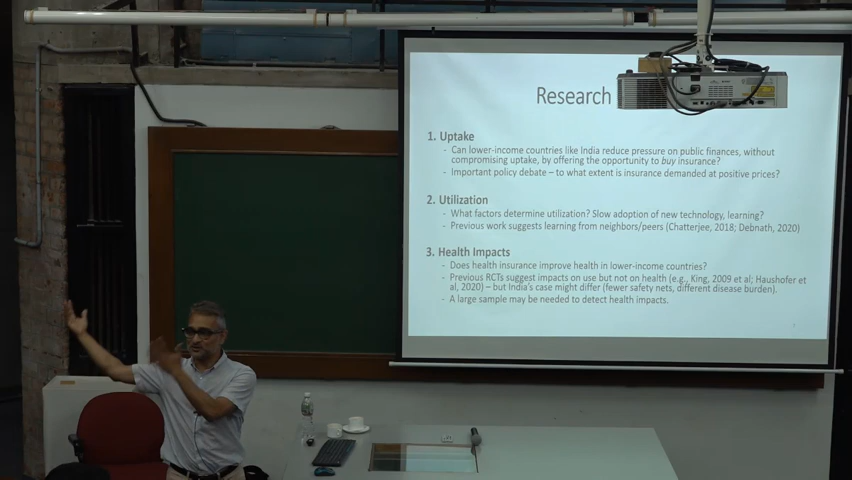 Research
1. Uptake
- Can lower-income countries like India reduce pressure on public finances, without
compromising uptake, by offering the opportunity to buy insurance?
- Important policy debate – to what extent is insurance demanded at positive prices?
2. Utilization
- What factors determine utilization? Slow adoption of new technology, learning?
- Previous work suggests learning from neighbors/peers (Chatterjee, 2018; Debnath, 2020)
3. Health Impacts
- Does health insurance improve health in lower-income countries?
- Previous RCTs suggest impacts on use but not on health (e.g., King, 2009 et al; Haushofer et
al, 2020) – but India's case might differ (fewer safety nets, different disease burden).
- A large sample may be needed to detect health impacts.